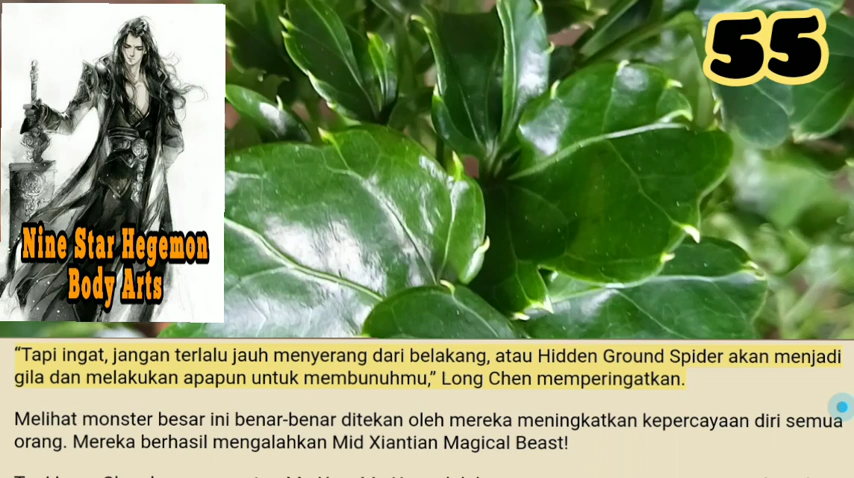 55
Nine Star Hegemon
Body Arts
“Tapi ingat, jangan terlalu jauh menyerang dari belakang, atau Hidden Ground Spider akan menjadi
gila dan melakukan apapun untuk membunuhmu,” Long Chen memperingatkan.
Melihat monster besar ini benar-benar ditekan oleh mereka meningkatkan kepercayaan diri semua
orang. Mereka berhasil mengalahkan Mid Xiantian Magical Beast!